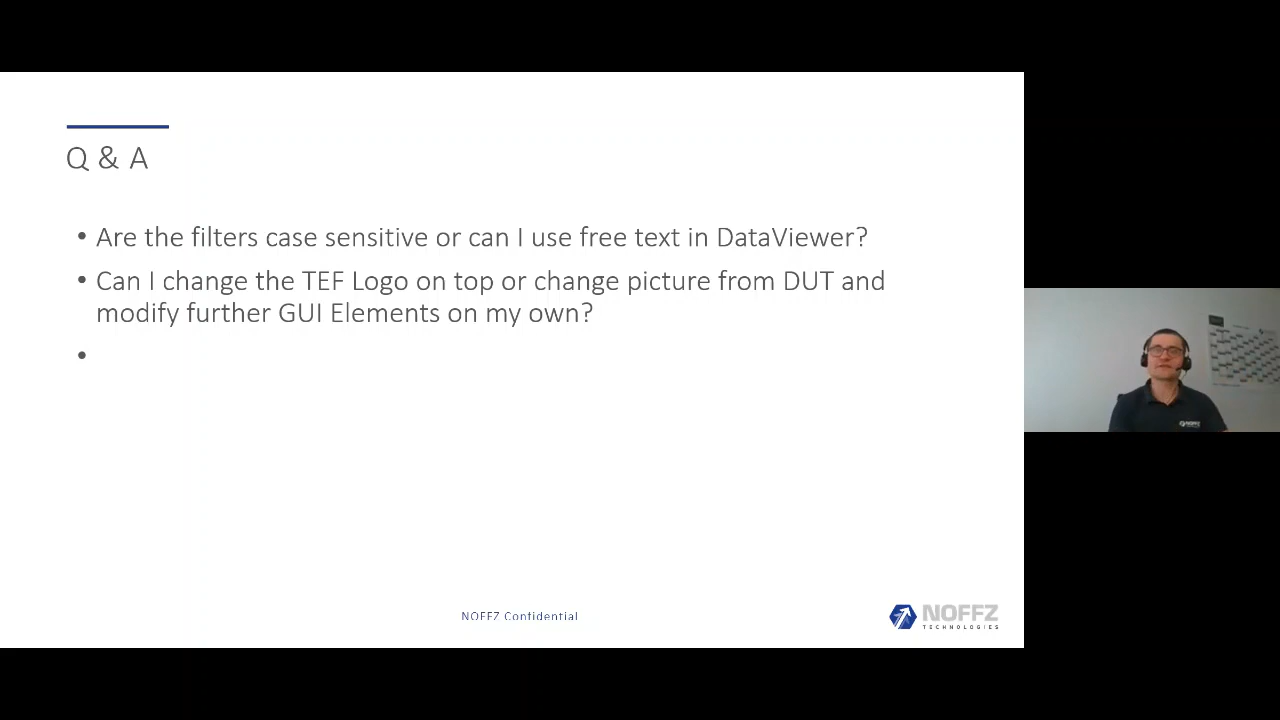 Q & A
• Are the filters case sensitive or can I use free text in DataViewer?
• Can I change the TEF Logo on top or change picture from DUT and
modify further GUI Elements on my own?
•
NOFFZ Confidential
NOFFZ
TECHNOLOGIES
NOFFZ